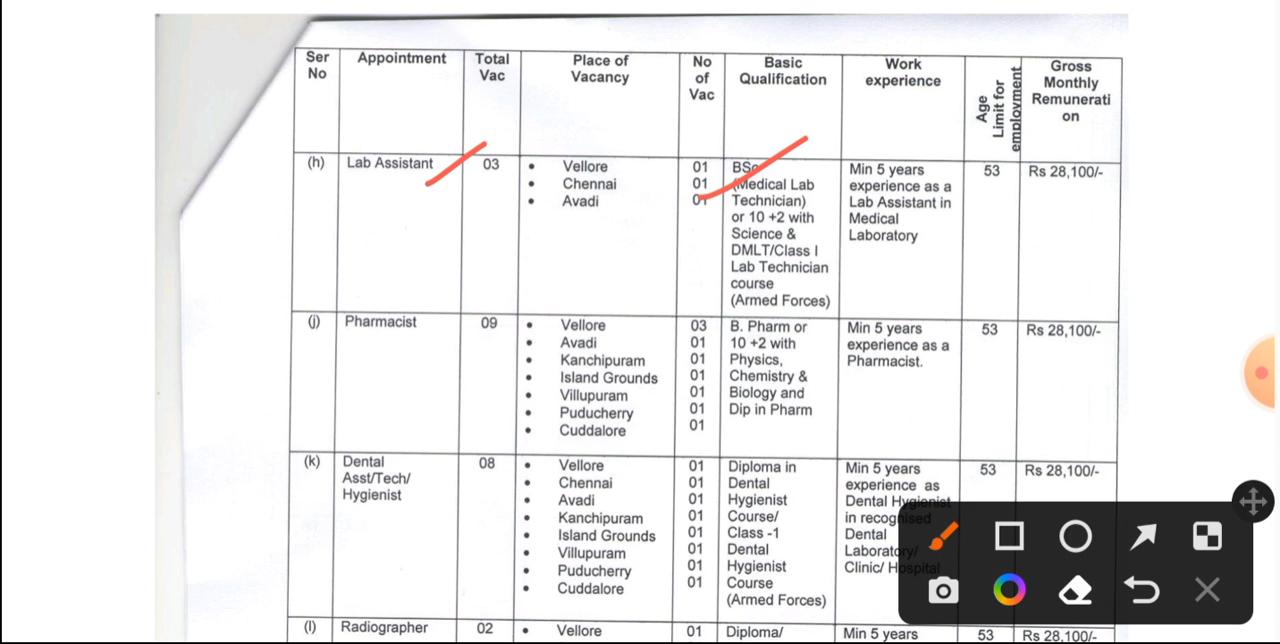 Ser No | Appointment | Total Vac | Place of Vacancy | No of Vac | Basic Qualification | Work experience | Age Limit for employment | Gross Monthly Remunerati on
(h) | Lab Assistant | 03 | • Vellore | 01 | BSc | Min 5 years | 53 | Rs 28,100/-
• Chennai | 01 | (Medical Lab | experience as a
• Avadi | 01 | Technician) | Lab Assistant in
or 10 +2 with | Medical
Science & | Laboratory
DMLT/Class I
Lab Technician
course
(Armed Forces)
(j) | Pharmacist | 09 | • Vellore | 03 | B. Pharm or | Min 5 years | 53 | Rs 28,100/-
• Avadi | 01 | 10 +2 with | experience as a
• Kanchipuram | 01 | Physics, | Pharmacist.
• Island Grounds | 01 | Chemistry &
• Villupuram | 01 | Biology and
• Puducherry | 01 | Dip in Pharm
• Cuddalore | 01
(k) | Dental | 08 | • Vellore | 01 | Diploma in | Min 5 years | 53 | Rs 28,100/-
Asst/Tech/ | • Chennai | 01 | Dental | experience as
Hygienist | • Avadi | 01 | Hygienist | Dental Hygienist
• Kanchipuram | 01 | Course/ | in recognised
• Island Grounds | 01 | Class -1 | Dental
• Villupuram | 01 | Dental | Laboratory/
• Puducherry | 01 | Hygienist | Clinic/ Hospital
• Cuddalore | 01 | Course
(Armed Forces)
(l) | Radiographer | 02 | • Vellore | 01 | Diploma/ | Min 5 years | 53 | Rs 28,100/-